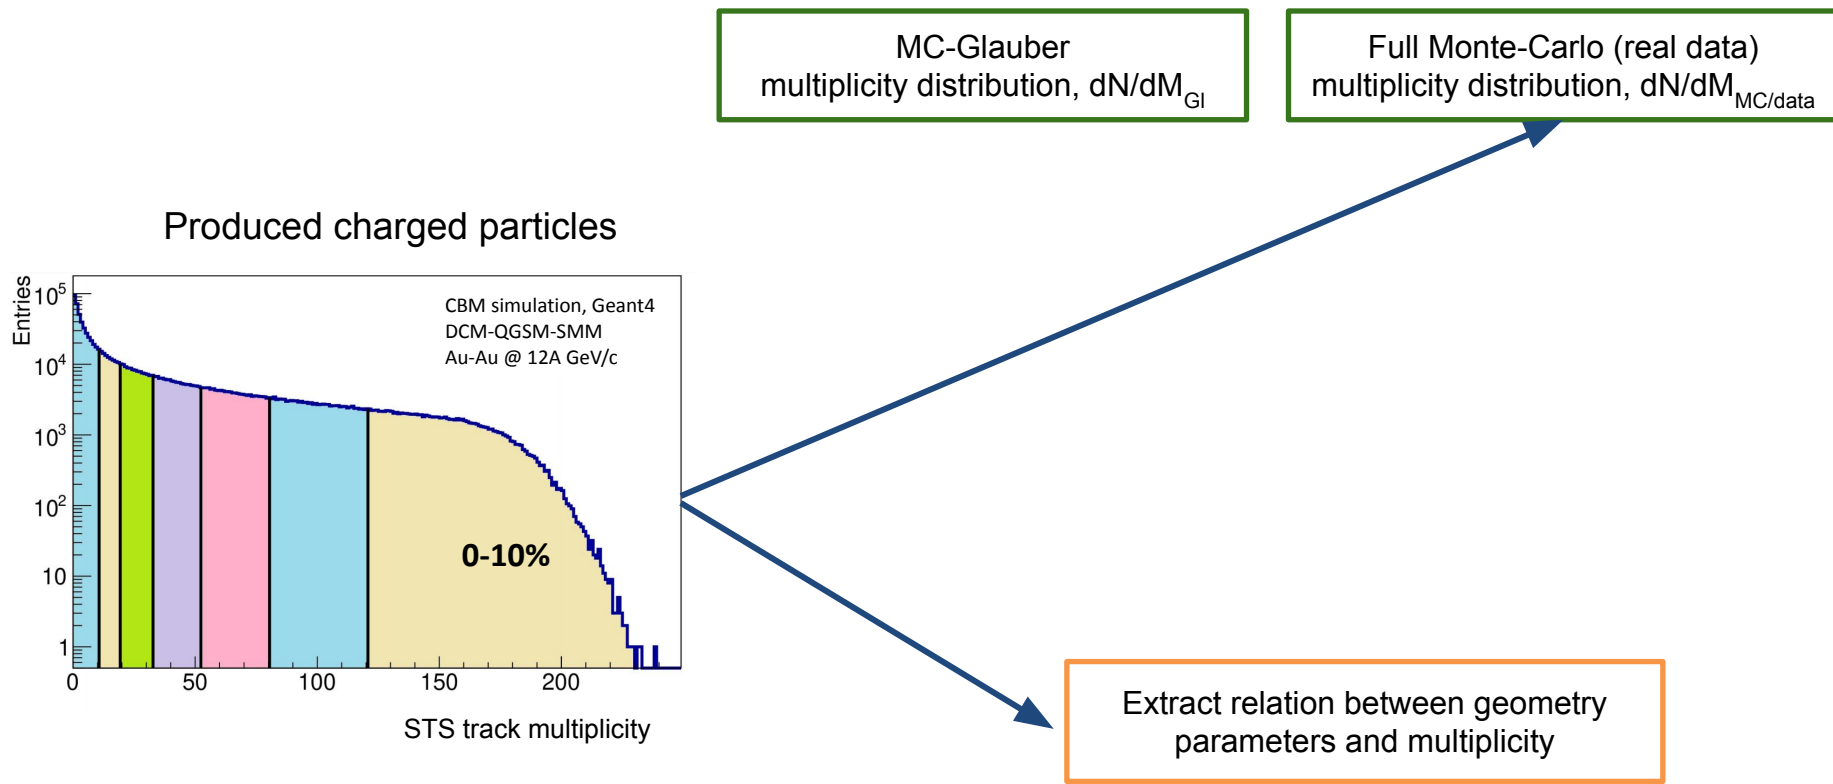 MC-Glauber
multiplicity distribution, dN/dM_Gl
Full Monte-Carlo (real data)
multiplicity distribution, dN/dM_MC/data
Produced charged particles
Entries
10^5
10^4
10^3
10^2
10
1
CBM simulation, Geant4
DCM-QGSM-SMM
Au-Au @ 12A GeV/c
0-10%
0 50 100 150 200
STS track multiplicity
Extract relation between geometry
parameters and multiplicity